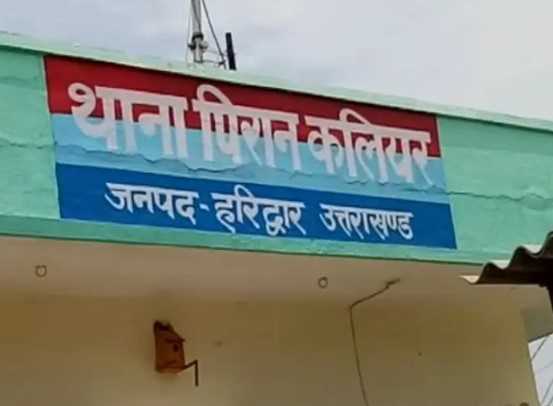 थाना पिरान कलियर
जनपद-हरिद्वार उत्तराखण्ड